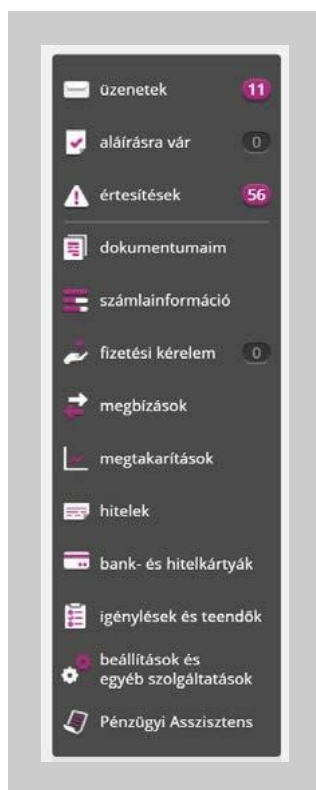 üzenetek 11
aláírásra vár 0
értesítések 56
dokumentumaim
számlainformáció
fizetési kérelem 0
megbízások
megtakarítások
hitelek
bank- és hitelkártyák
igénylések és teendők
beállítások és
egyéb szolgáltatások
Pénzügyi Asszisztens